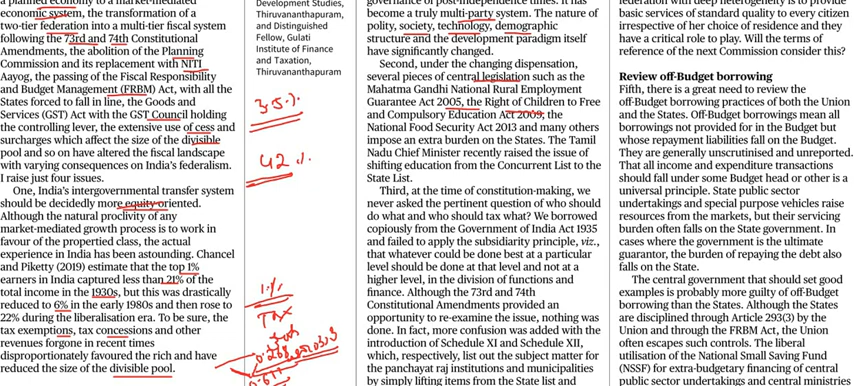 a planned economy to a market-mediated
economic system, the transformation of a
two-tier federation into a multi-tier fiscal system
following the 73rd and 74th Constitutional
Amendments, the abolition of the Planning
Commission and its replacement with NITI
Aayog, the passing of the Fiscal Responsibility
and Budget Management (FRBM) Act, with all the
States forced to fall in line, the Goods and
Services (GST) Act with the GST Council holding
the controlling lever, the extensive use of cess and
surcharges which affect the size of the divisible
pool and so on have altered the fiscal landscape
with varying consequences on India's federalism.
I raise just four issues.
One, India's intergovernmental transfer system
should be decidedly more equity-oriented.
Although the natural proclivity of any
market-mediated growth process is to work in
favour of the propertied class, the actual
experience in India has been astounding. Chancel
and Piketty (2019) estimate that the top 1%
earners in India captured less than 21% of the
total income in the 1930s, but this was drastically
reduced to 6% in the early 1980s and then rose to
22% during the liberalisation era. To be sure, the
tax exemptions, tax concessions and other
revenues forgone in recent times
disproportionately favoured the rich and have
reduced the size of the divisible pool.
Development Studies,
Thiruvananthapuram,
and Distinguished
Fellow, Gulati
Institute of Finance
and Taxation,
Thiruvananthapuram
35%
42%
1%
Tax
governance of post-independence times. It has
become a truly multi-party system. The nature of
polity, society, technology, demographic
structure and the development paradigm itself
have significantly changed.
Second, under the changing dispensation,
several pieces of central legislation such as the
Mahatma Gandhi National Rural Employment
Guarantee Act 2005, the Right of Children to Free
and Compulsory Education Act 2009, the
National Food Security Act 2013 and many others
impose an extra burden on the States. The Tamil
Nadu Chief Minister recently raised the issue of
shifting education from the Concurrent List to the
State List.
Third, at the time of constitution-making, we
never asked the pertinent question of who should
do what and who should tax what? We borrowed
copiously from the Government of India Act 1935
and failed to apply the subsidiarity principle, viz.,
that whatever could be done best at a particular
level should be done at that level and not at a
higher level, in the division of functions and
finance. Although the 73rd and 74th
Constitutional Amendments provided an
opportunity to re-examine the issue, nothing was
done. In fact, more confusion was added with the
introduction of Schedule XI and Schedule XII,
which, respectively, list out the subject matter for
the panchayat raj institutions and municipalities
by simply lifting items from the State list and
federation with deep heterogeneity is to provide
basic services of standard quality to every citizen
irrespective of her choice of residence and they
have a critical role to play. Will the terms of
reference of the next Commission consider this?
Review off-Budget borrowing
Fifth, there is a great need to review the
off-Budget borrowing practices of both the Union
and the States. Off-Budget borrowings mean all
borrowings not provided for in the Budget but
whose repayment liabilities fall on the Budget.
They are generally unscrutinised and unreported.
That all income and expenditure transactions
should fall under some Budget head or other is a
universal principle. State public sector
undertakings and special purpose vehicles raise
resources from the markets, but their servicing
burden often falls on the State government. In
cases where the government is the ultimate
guarantor, the burden of repaying the debt also
falls on the State.
The central government that should set good
examples is probably more guilty of off-Budget
borrowing than the States. Although the States
are disciplined through Article 293(3) by the
Union and through the FRBM Act, the Union
often escapes such controls. The liberal
utilisation of the National Small Saving Fund
(NSSF) for extra-budgetary financing of central
public sector undertakings and central ministries